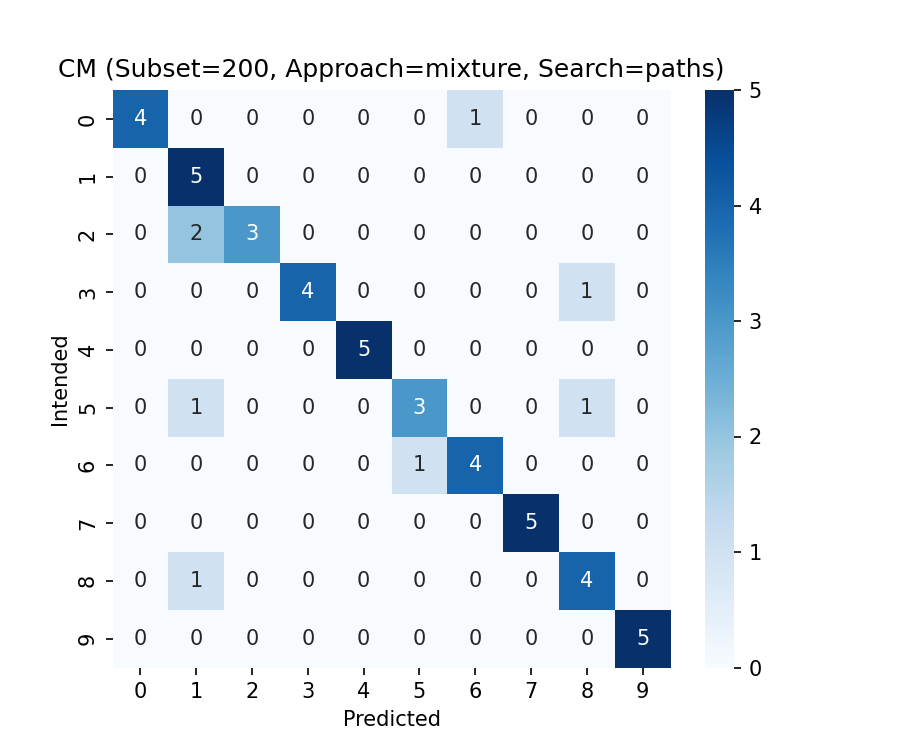 CM (Subset=200, Approach=mixture, Search=paths)
0 4 0 0 0 0 0 1 0 0 0
1 0 5 0 0 0 0 0 0 0 0
2 0 2 3 0 0 0 0 0 0 0
3 0 0 0 4 0 0 0 0 1 0
4 0 0 0 0 5 0 0 0 0 0
5 0 1 0 0 0 3 0 0 1 0
6 0 0 0 0 0 1 4 0 0 0
7 0 0 0 0 0 0 0 5 0 0
8 0 1 0 0 0 0 0 0 4 0
9 0 0 0 0 0 0 0 0 0 5
0 1 2 3 4 5 6 7 8 9
Predicted
Intended
5
4
3
2
1
0